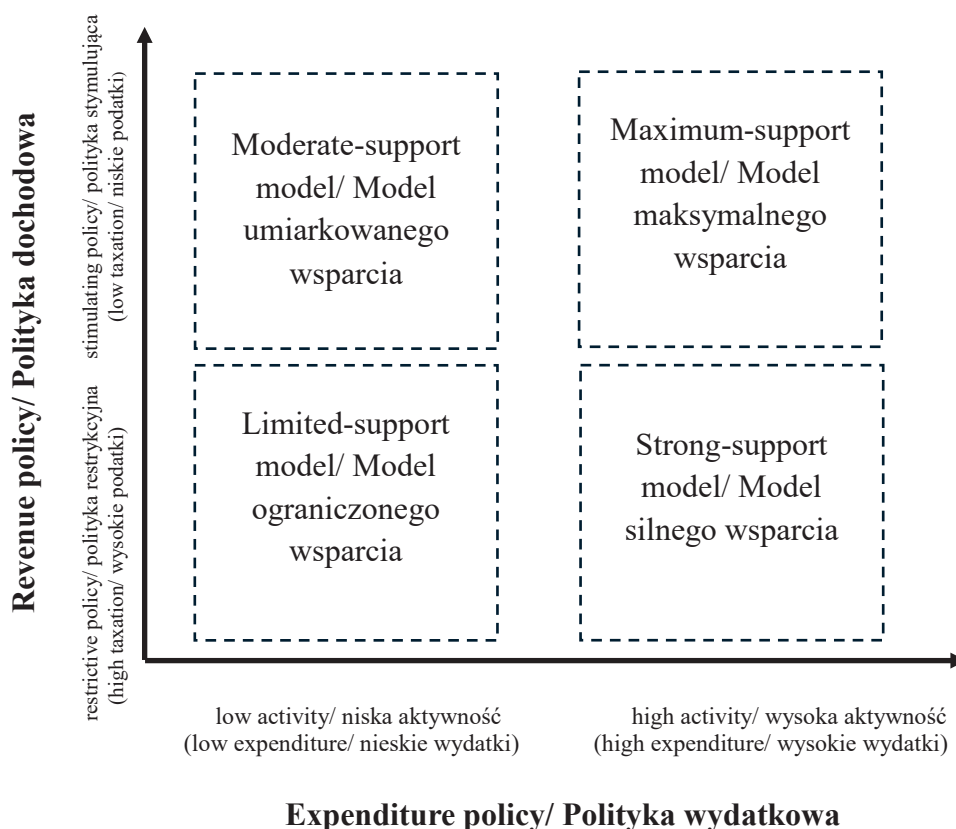 Revenue policy/ Polityka dochodowa
stimulating policy/ polityka stymulująca
(low taxation/ niskie podatki)
restrictive policy/ polityka restrykcyjna
(high taxation/ wysokie podatki)
Moderate-support
model/ Model
umiarkowanego
wsparcia
Maximum-support
model/ Model
maksymalnego
wsparcia
Limited-support
model/ Model
ograniczonego
wsparcia
Strong-support
model/ Model
silnego wsparcia
low activity/ niska aktywność
(low expenditure/ nieskie wydatki)
high activity/ wysoka aktywność
(high expenditure/ wysokie wydatki)
Expenditure policy/ Polityka wydatkowa